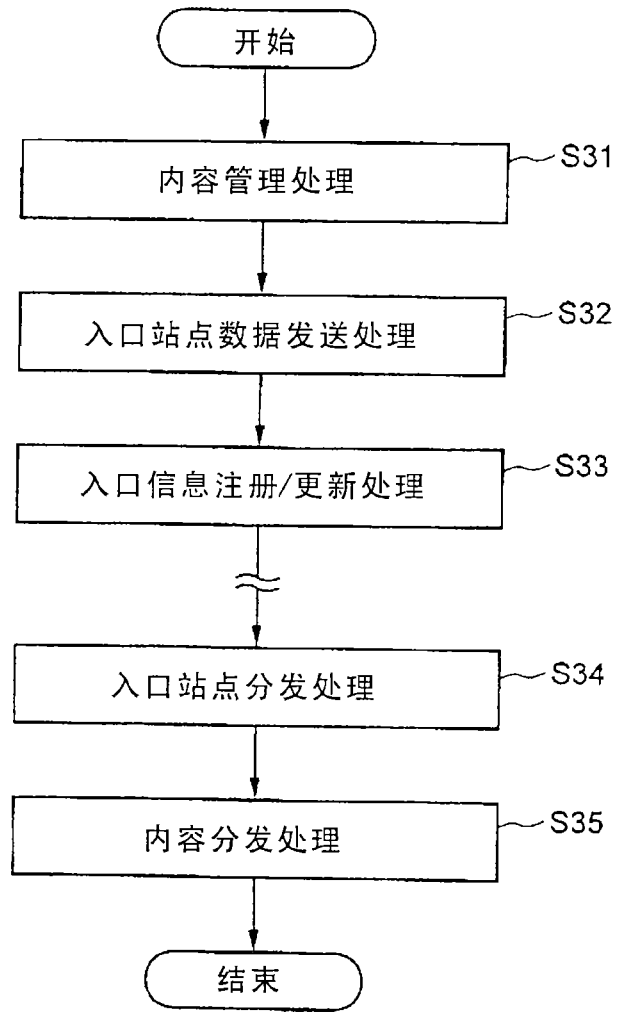 开始
内容管理处理
S31
入口站点数据发送处理
S32
入口信息注册/更新处理
S33
入口站点分发处理
S34
内容分发处理
S35
结束